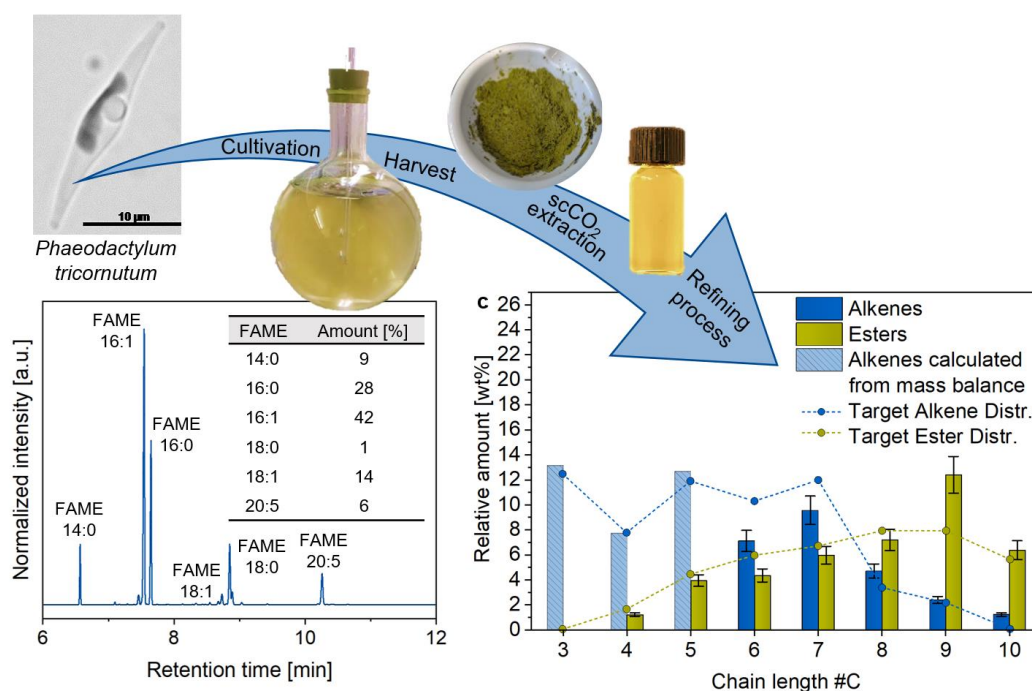 10 µm
Phaeodactylum
tricornutum
Cultivation
Harvest
scCO₂
extraction
Refining
process
Normalized intensity [a.u.]
FAME
16:1
FAME
16:0
FAME
14:0
FAME
18:1
FAME
18:0
FAME
20:5
FAME Amount [%]
14:0 9
16:0 28
16:1 42
18:0 1
18:1 14
20:5 6
6 8 10 12
Retention time [min]
c
Relative amount [wt%]
26
24
22
20
18
16
14
12
10
8
6
4
2
0
Alkenes
Esters
Alkenes calculated
from mass balance
Target Alkene Distr.
Target Ester Distr.
3 4 5 6 7 8 9 10
Chain length #C